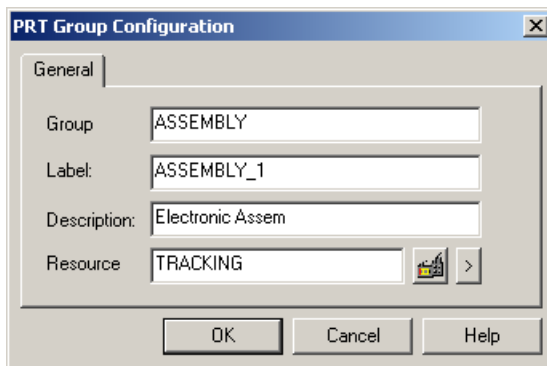 PRT Group Configuration
General
Group ASSEMBLY
Label: ASSEMBLY_1
Description: Electronic Assem
Resource TRACKING >
OK Cancel Help